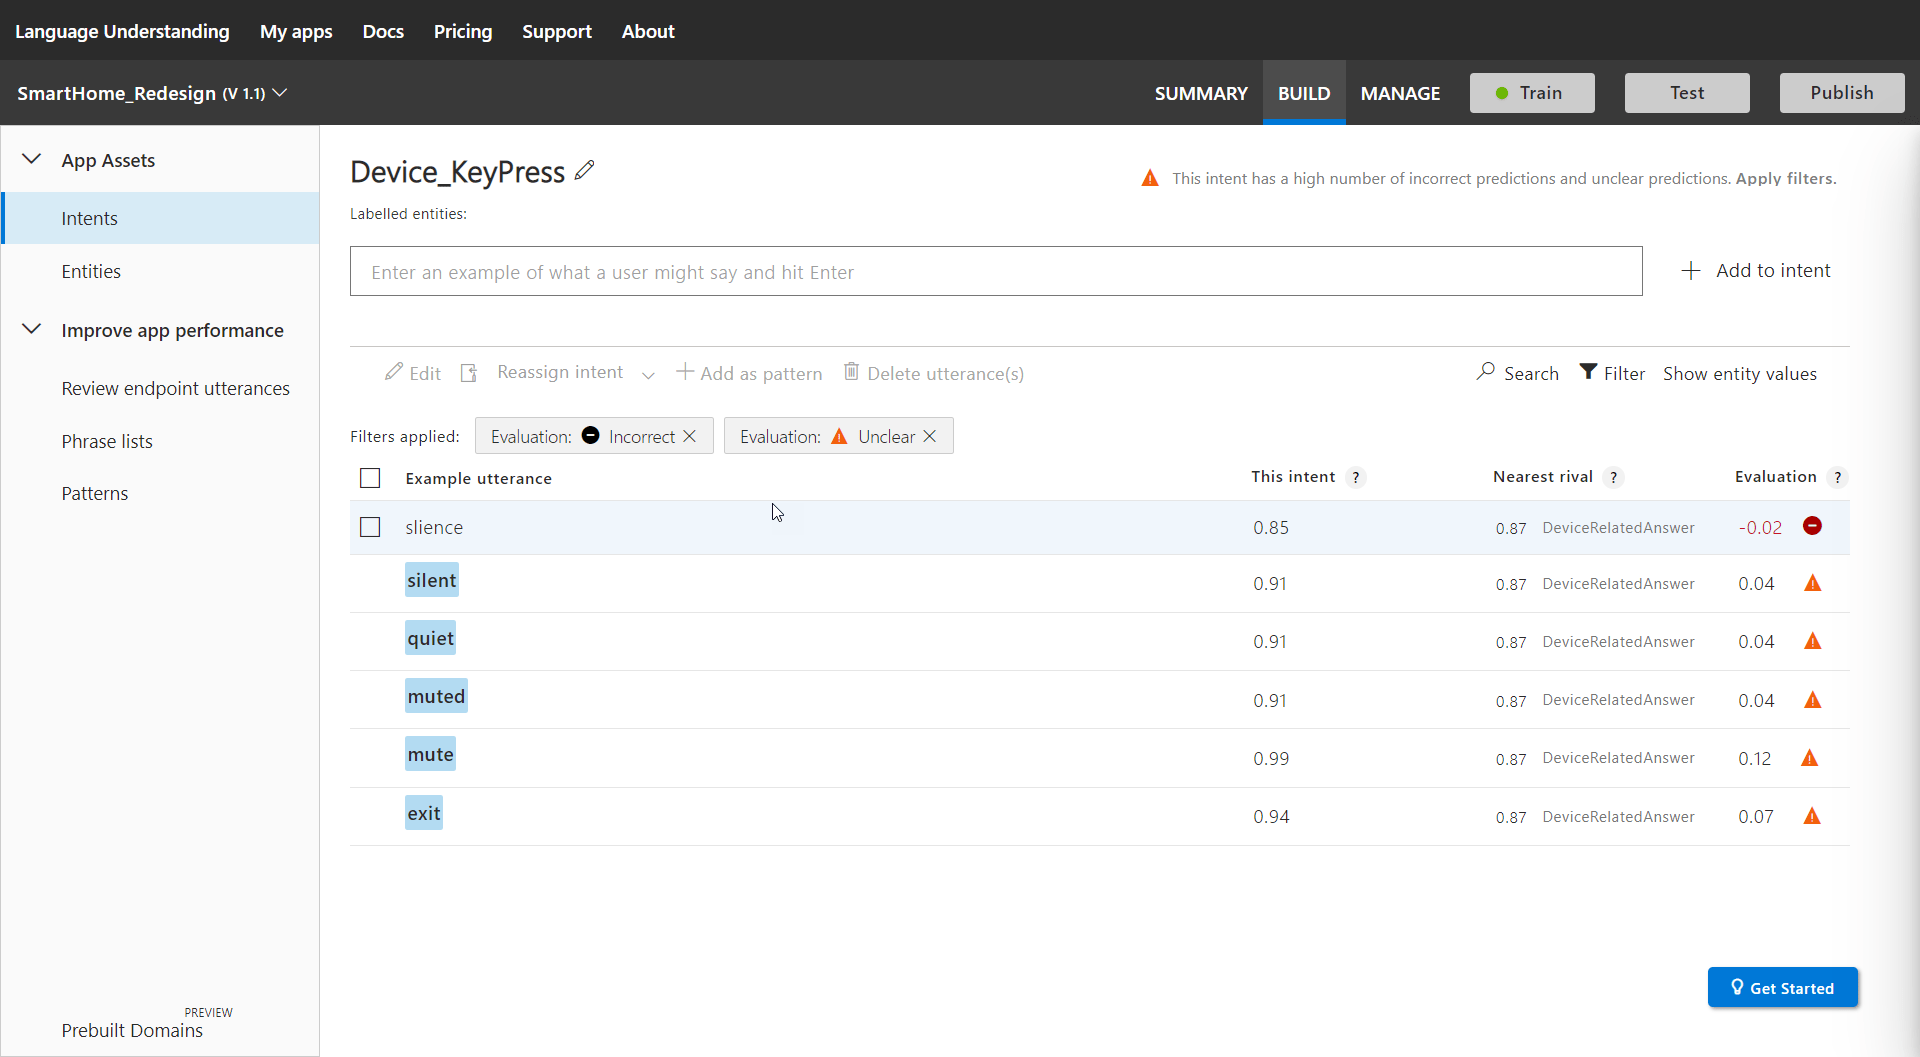 Language Understanding My apps Docs Pricing Support About
SmartHome_Redesign (V 1.1) SUMMARY BUILD MANAGE Train Test Publish
App Assets
Intents
Entities
Improve app performance
Review endpoint utterances
Phrase lists
Patterns
PREVIEW
Prebuilt Domains
Device_KeyPress
This intent has a high number of incorrect predictions and unclear predictions. Apply filters.
Labelled entities:
Enter an example of what a user might say and hit Enter
Add to intent
Edit Reassign intent Add as pattern Delete utterance(s) Search Filter Show entity values
Filters applied: Evaluation: Incorrect Evaluation: Unclear
Example utterance This intent ? Nearest rival ? Evaluation ?
slience 0.85 0.87 DeviceRelatedAnswer -0.02
silent 0.91 0.87 DeviceRelatedAnswer 0.04
quiet 0.91 0.87 DeviceRelatedAnswer 0.04
muted 0.91 0.87 DeviceRelatedAnswer 0.04
mute 0.99 0.87 DeviceRelatedAnswer 0.12
exit 0.94 0.87 DeviceRelatedAnswer 0.07
Get Started